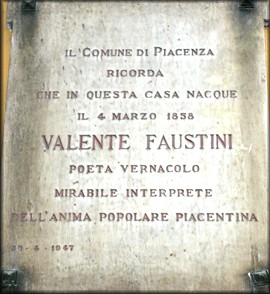 IL COMUNE DI PIACENZA
RICORDA
CHE IN QUESTA CASA NACQUE
IL 4 MARZO 1858
VALENTE FAUSTINI
POETA VERNACOLO
MIRABILE INTERPRETE
DELL'ANIMA POPOLARE PIACENTINA